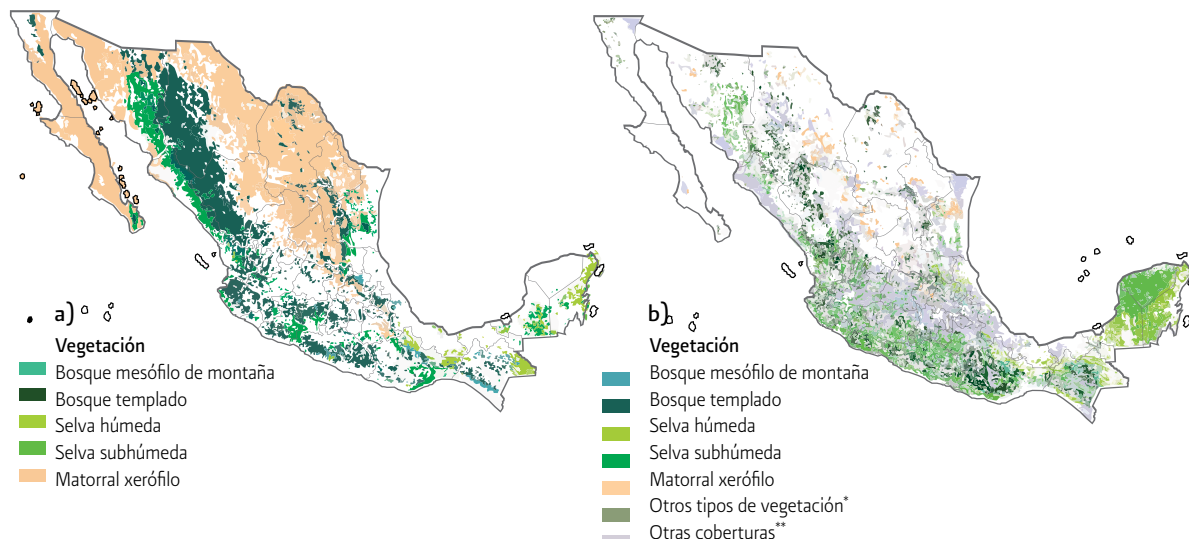 a)
Vegetación
Bosque mesófilo de montaña
Bosque templado
Selva húmeda
Selva subhúmeda
Matorral xerófilo
b)
Vegetación
Bosque mesófilo de montaña
Bosque templado
Selva húmeda
Selva subhúmeda
Matorral xerófilo
Otros tipos de vegetación*
Otras coberturas**